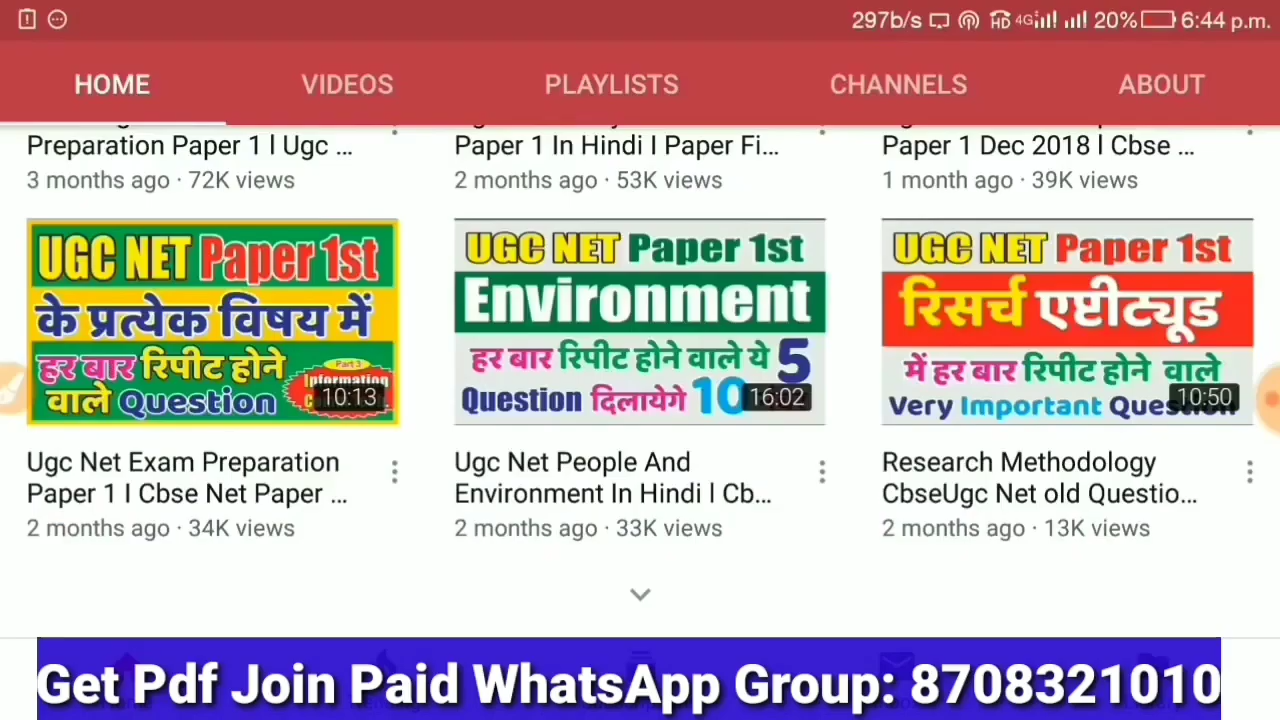 297b/s HD 4G 20% 6:44 p.m.
HOME VIDEOS PLAYLISTS CHANNELS ABOUT
Preparation Paper 1 l Ugc ...
3 months ago · 72K views
Paper 1 In Hindi l Paper Fi...
2 months ago · 53K views
Paper 1 Dec 2018 l Cbse ...
1 month ago · 39K views
UGC NET Paper 1st
के प्रत्येक विषय में
हर बार रिपीट होने
वाले Question
Part 3
Information
10:13
Ugc Net Exam Preparation
Paper 1 I Cbse Net Paper ...
2 months ago · 34K views
UGC NET Paper 1st
Environment
हर बार रिपीट होने वाले ये 5
Question दिलायेगे 10
16:02
Ugc Net People And
Environment In Hindi l Cb...
2 months ago · 33K views
UGC NET Paper 1st
रिसर्च एप्टीट्यूड
में हर बार रिपीट होने वाले
Very Important Question
10:50
Research Methodology
CbseUgc Net old Questio...
2 months ago · 13K views
Get Pdf Join Paid WhatsApp Group: 8708321010